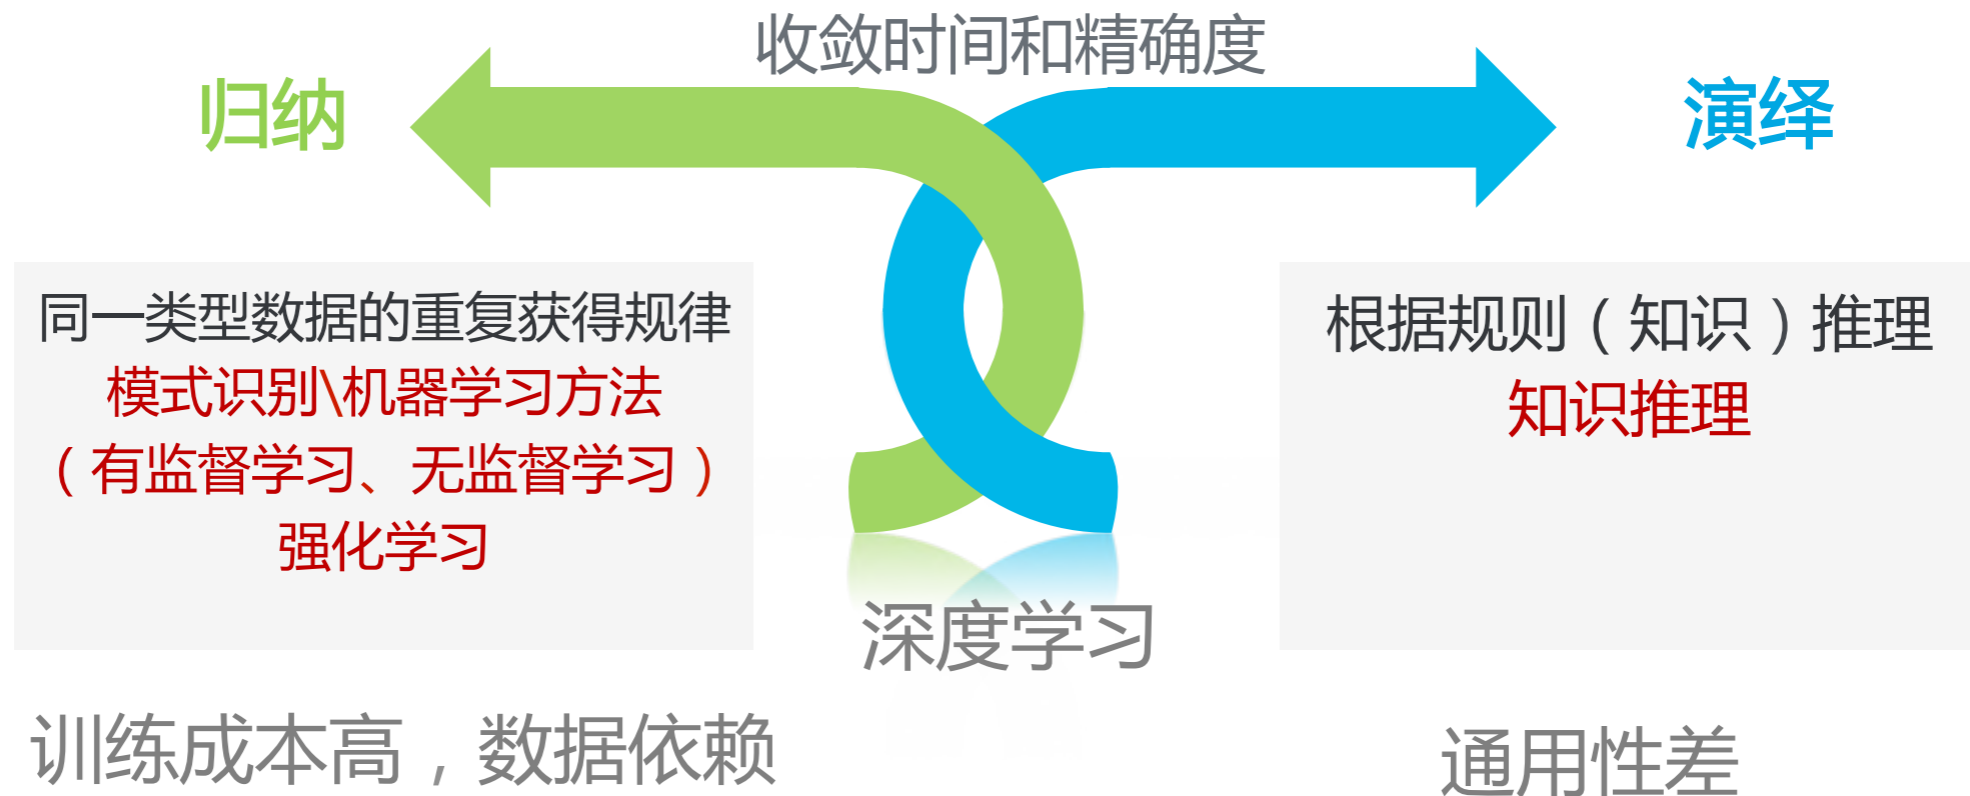 收敛时间和精确度
归纳
演绎
同一类型数据的重复获得规律
模式识别\机器学习方法
（有监督学习、无监督学习）
强化学习
根据规则（知识）推理
知识推理
深度学习
训练成本高，数据依赖
通用性差